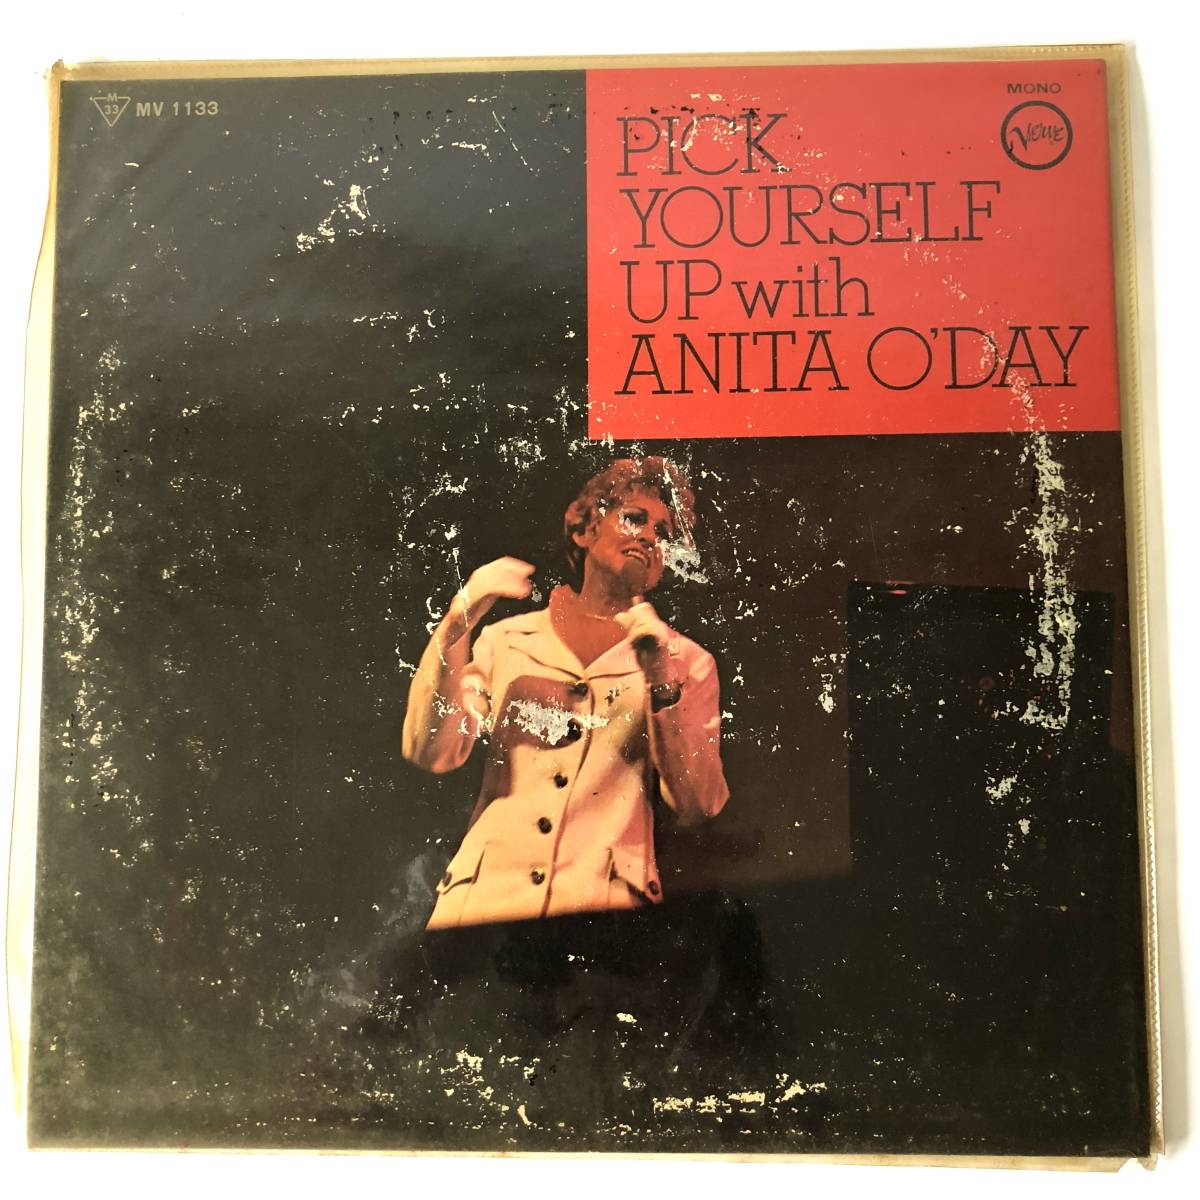 M
33
MV 1133
MONO
Verve
PICK
YOURSELF
UP with
ANITA O'DAY